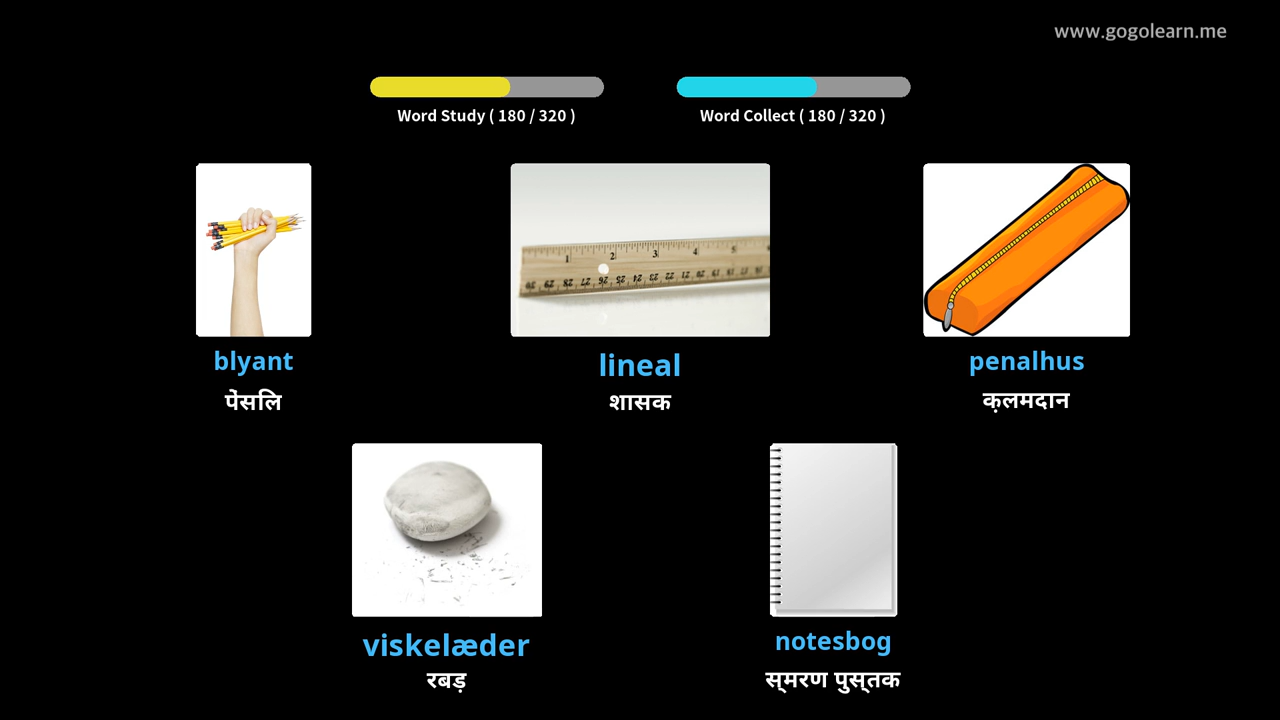 www.gogolearn.me
Word Study ( 180 / 320 )
Word Collect ( 180 / 320 )
blyant
पेंसलि
lineal
शासक
penalhus
क़लमदान
viskelæder
रबड़
notesbog
स्मरण पुस्तक